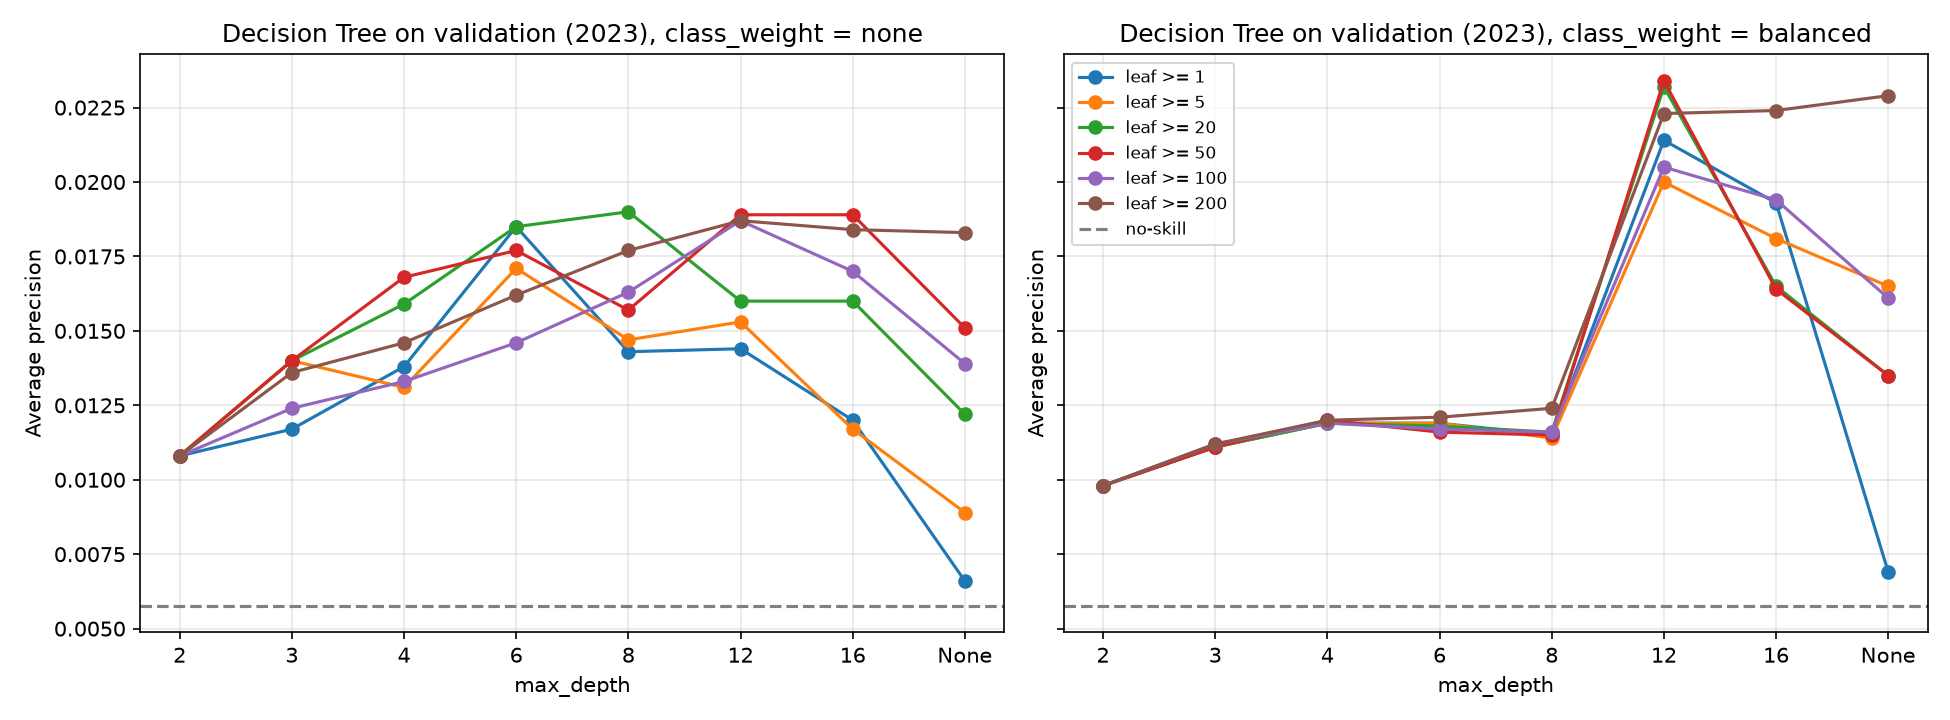 Decision Tree on validation (2023), class_weight = none
Average precision
0.0225
0.0200
0.0175
0.0150
0.0125
0.0100
0.0075
0.0050
2 3 4 6 8 12 16 None
max_depth
Decision Tree on validation (2023), class_weight = balanced
leaf >= 1
leaf >= 5
leaf >= 20
leaf >= 50
leaf >= 100
leaf >= 200
no-skill
Average precision
2 3 4 6 8 12 16 None
max_depth